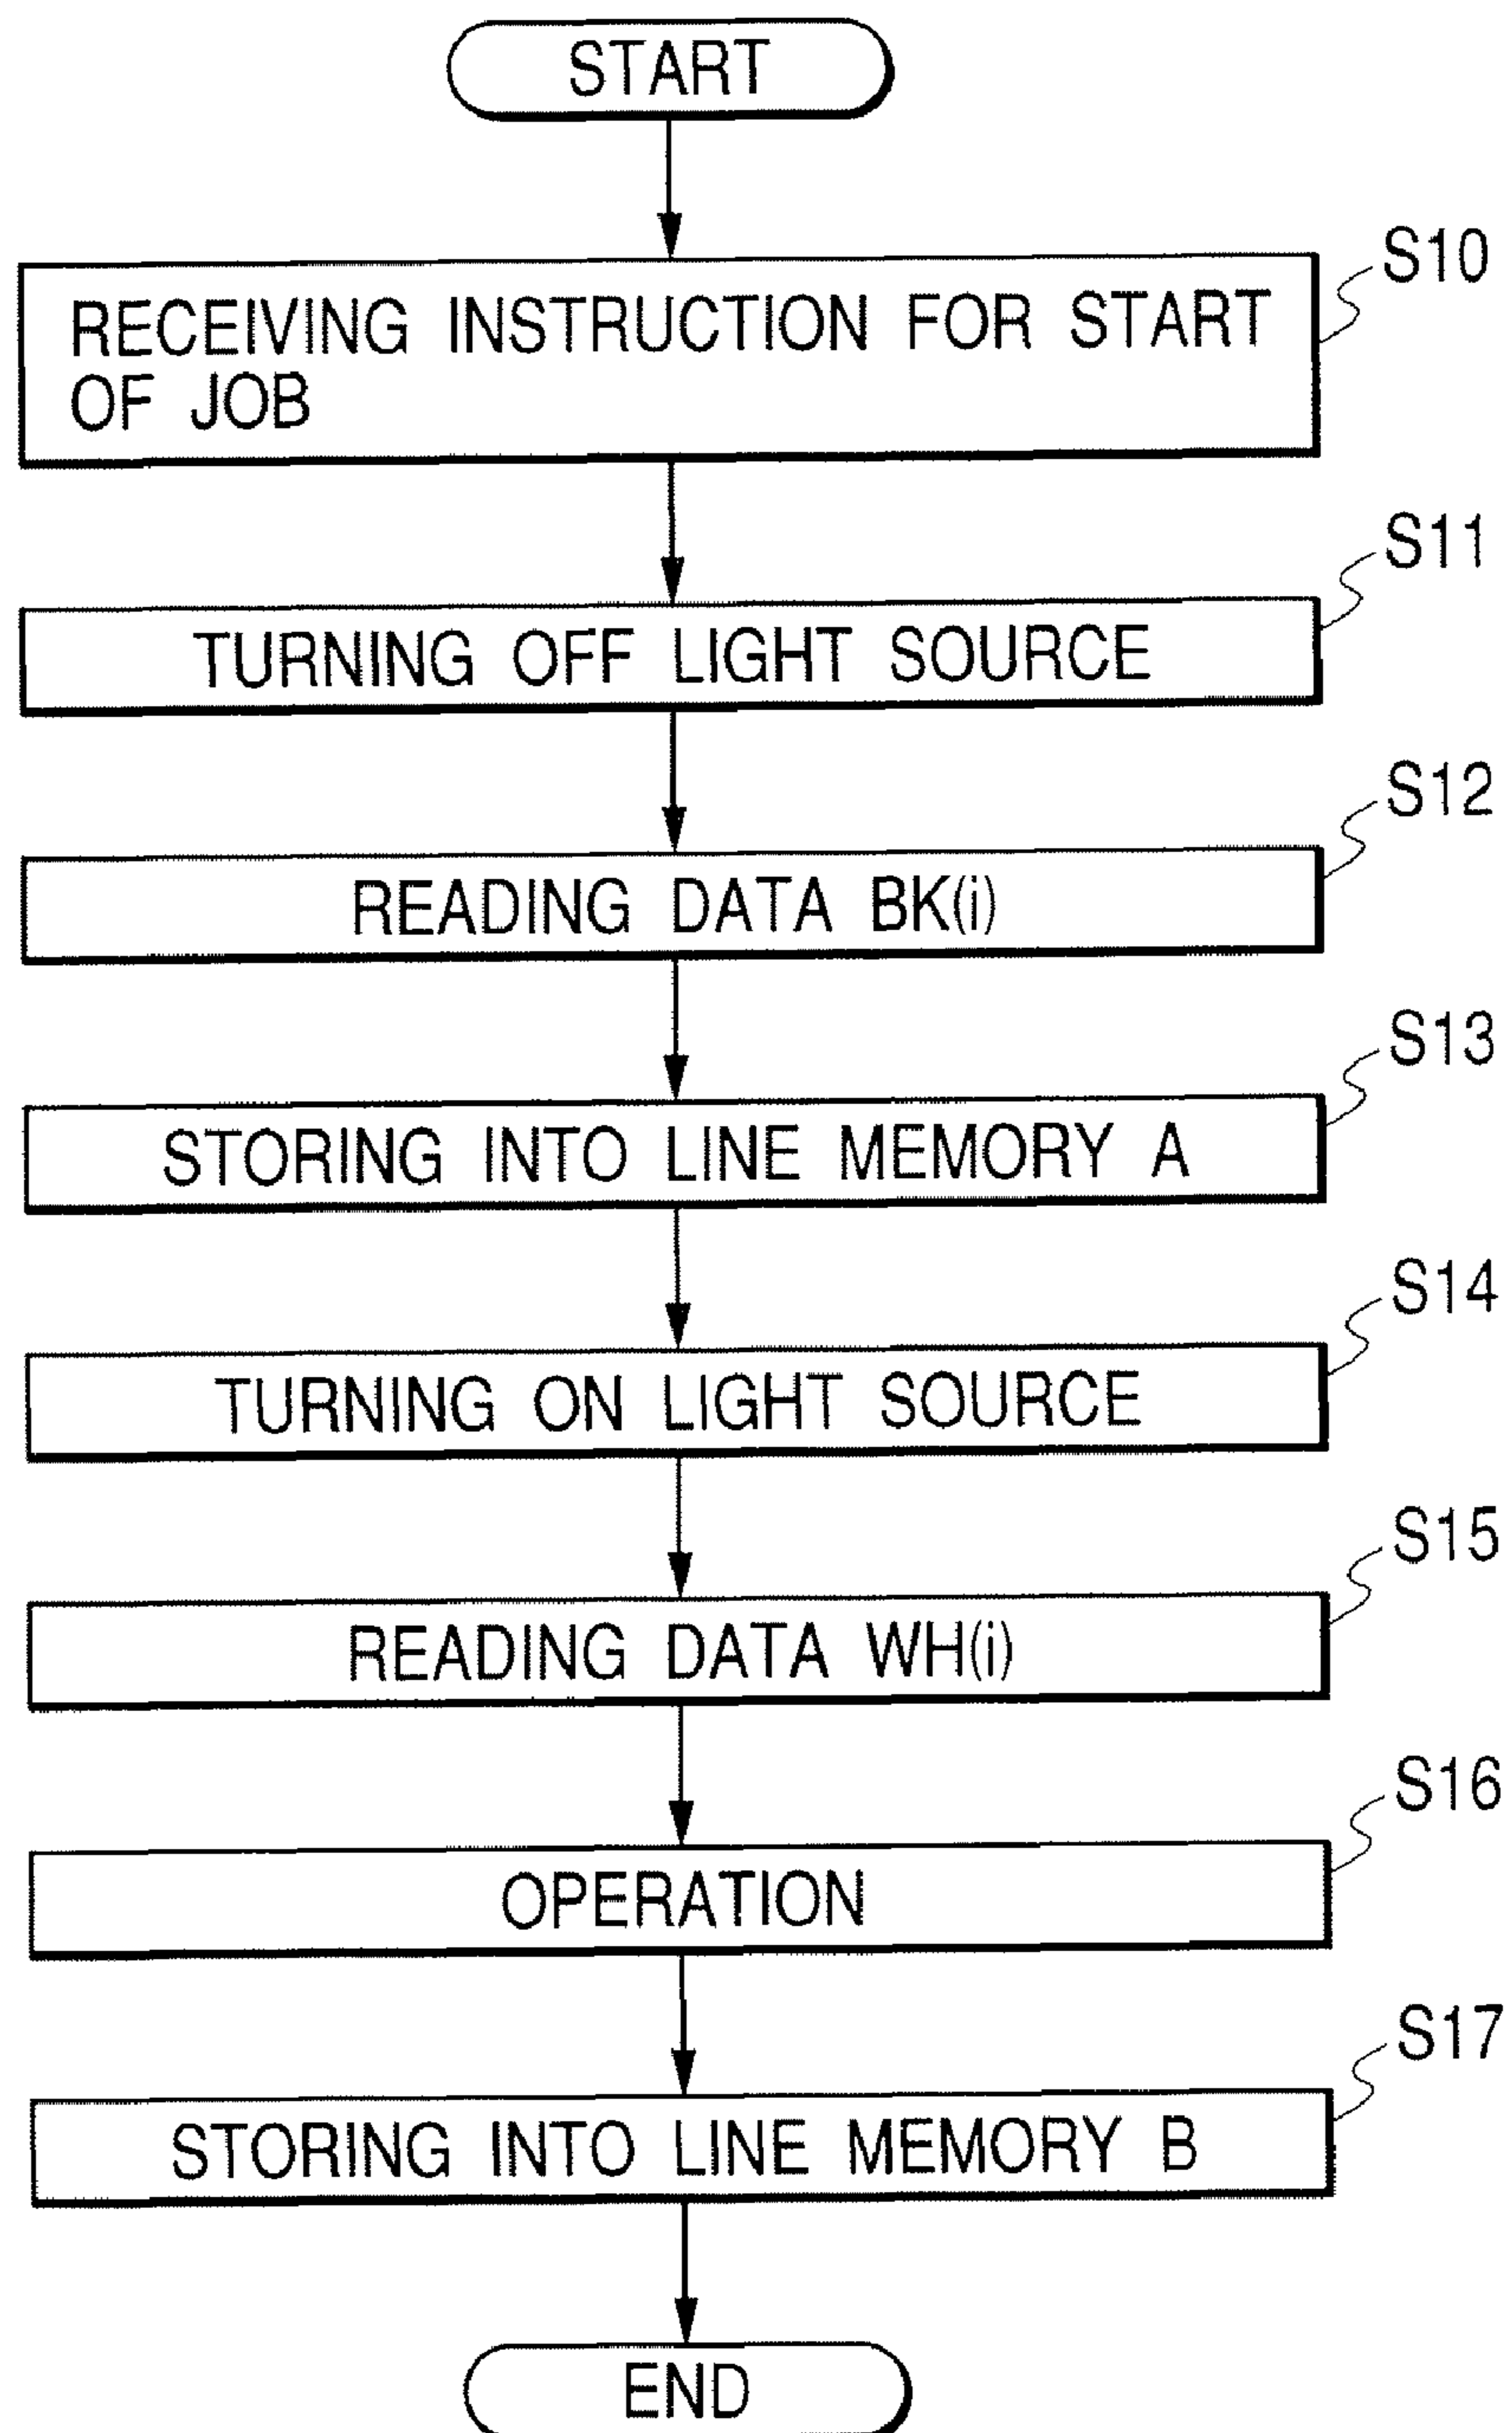 START
S10
RECEIVING INSTRUCTION FOR START
OF JOB
S11
TURNING OFF LIGHT SOURCE
S12
READING DATA BK(i)
S13
STORING INTO LINE MEMORY A
S14
TURNING ON LIGHT SOURCE
S15
READING DATA WH(i)
S16
OPERATION
S17
STORING INTO LINE MEMORY B
END